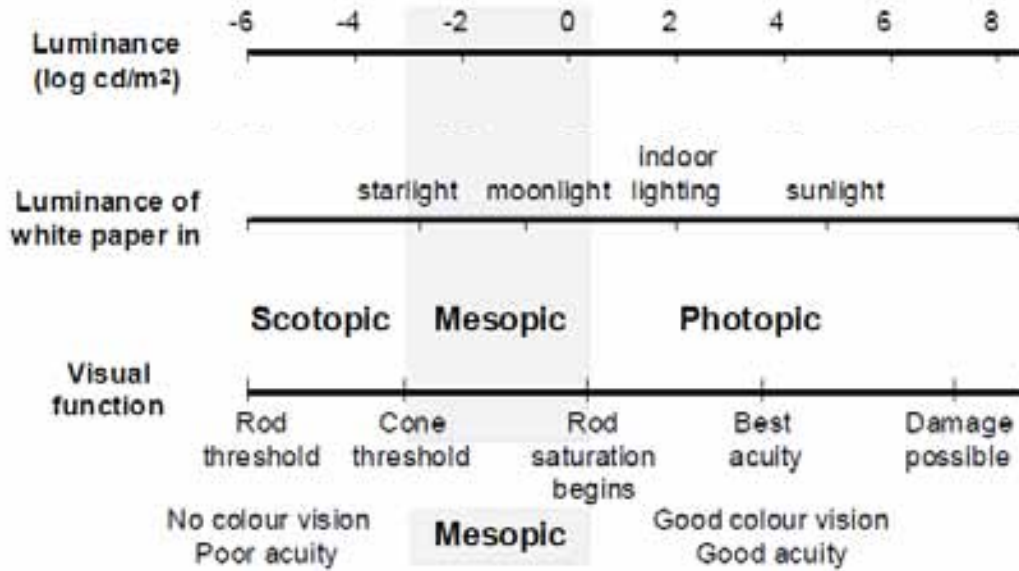 -6 -4 -2 0 2 4 6 8
Luminance
(log cd/m2)
indoor
starlight moonlight lighting sunlight
Luminance of
white paper in
Scotopic Mesopic Photopic
Visual
function
Rod Cone Rod Best Damage
threshold threshold saturation acuity possible
begins
No colour vision Mesopic Good colour vision
Poor acuity Good acuity